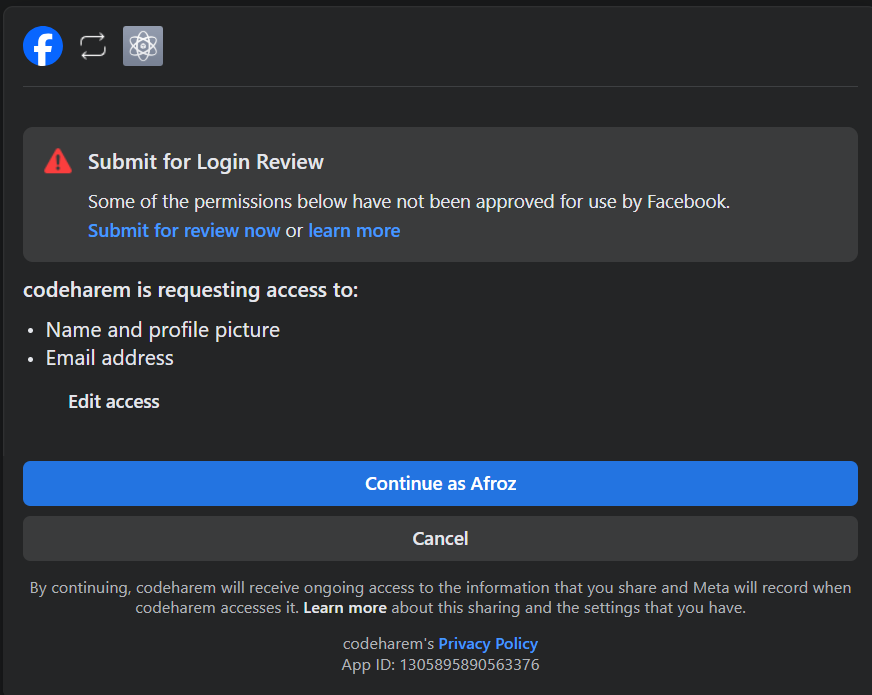 Submit for Login Review
Some of the permissions below have not been approved for use by Facebook.
Submit for review now or learn more
codeharem is requesting access to:
• Name and profile picture
• Email address
Edit access
Continue as Afroz
Cancel
By continuing, codeharem will receive ongoing access to the information that you share and Meta will record when
codeharem accesses it. Learn more about this sharing and the settings that you have.
codeharem's Privacy Policy
App ID: 1305895890563376